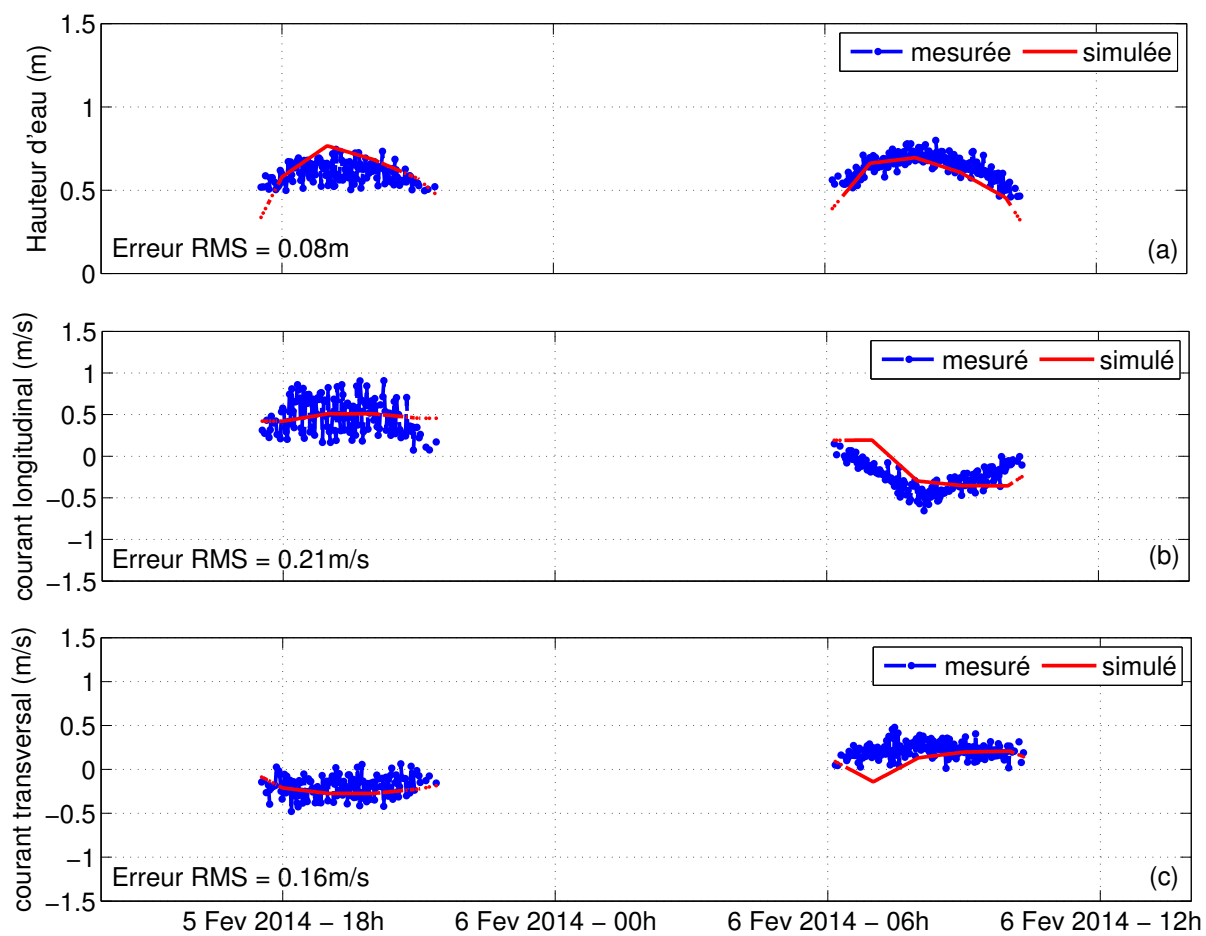 Hauteur d'eau (m)
1.5
1
0.5
0
mesurée simulée
Erreur RMS = 0.08m
(a)
courant longitudinal (m/s)
1.5
1
0.5
0
−0.5
−1
−1.5
mesuré simulé
Erreur RMS = 0.21m/s
(b)
courant transversal (m/s)
1.5
1
0.5
0
−0.5
−1
−1.5
mesuré simulé
Erreur RMS = 0.16m/s
(c)
5 Fev 2014 − 18h 6 Fev 2014 − 00h 6 Fev 2014 − 06h 6 Fev 2014 − 12h